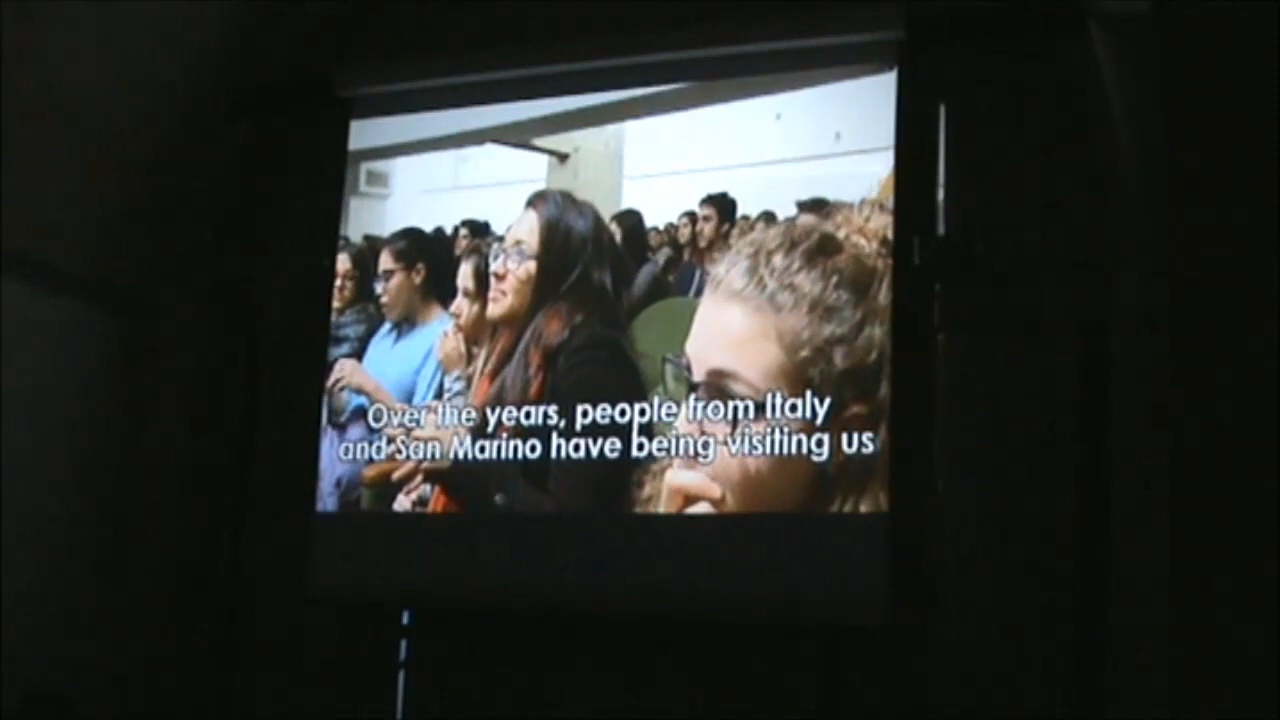 Over the years, people from Italy
and San Marino have being visiting us